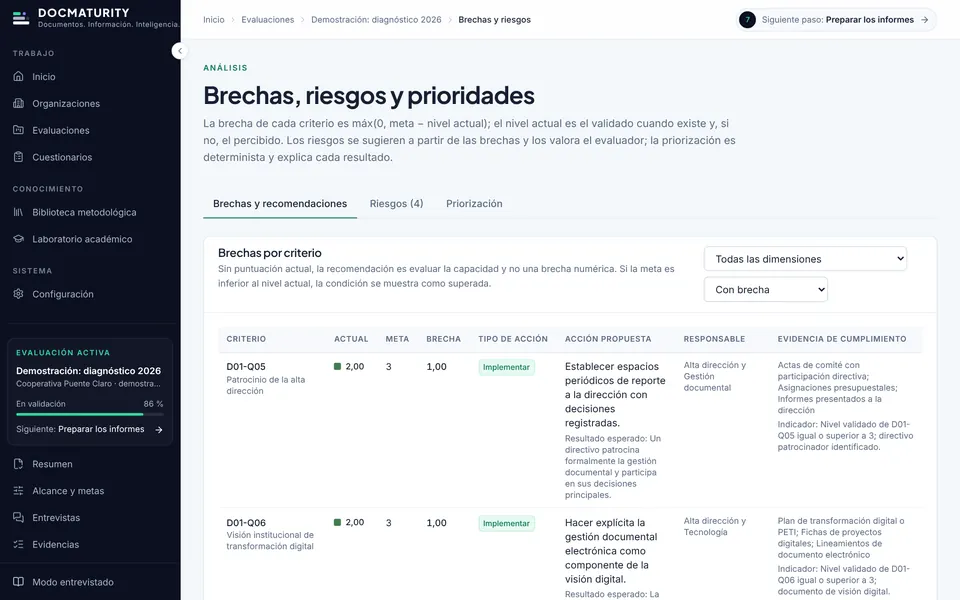 DOCMATURITY
Documentos. Información. Inteligencia.
TRABAJO
Inicio
Organizaciones
Evaluaciones
Cuestionarios
CONOCIMIENTO
Biblioteca metodológica
Laboratorio académico
SISTEMA
Configuración
EVALUACIÓN ACTIVA
Demostración: diagnóstico 2026
Cooperativa Puente Claro · demostra...
En validación 86 %
Siguiente: Preparar los informes →
Resumen
Alcance y metas
Entrevistas
Evidencias
Modo entrevistado
Inicio > Evaluaciones > Demostración: diagnóstico 2026 > Brechas y riesgos
7 Siguiente paso: Preparar los informes →
ANÁLISIS
Brechas, riesgos y prioridades
La brecha de cada criterio es máx(0, meta − nivel actual); el nivel actual es el validado cuando existe y, si
no, el percibido. Los riesgos se sugieren a partir de las brechas y los valora el evaluador; la priorización es
determinista y explica cada resultado.
Brechas y recomendaciones Riesgos (4) Priorización
Brechas por criterio
Sin puntuación actual, la recomendación es evaluar la capacidad y no una brecha numérica. Si la meta es
inferior al nivel actual, la condición se muestra como superada.
Todas las dimensiones
Con brecha
CRITERIO ACTUAL META BRECHA TIPO DE ACCIÓN ACCIÓN PROPUESTA RESPONSABLE EVIDENCIA DE CUMPLIMIENTO
D01-Q05
Patrocinio de la alta
dirección
2,00 3 1,00 Implementar
Establecer espacios
periódicos de reporte
a la dirección con
decisiones
registradas.
Resultado esperado: Un
directivo patrocina
formalmente la gestión
documental y participa
en sus decisiones
principales.
Alta dirección y
Gestión
documental
Actas de comité con
participación directiva;
Asignaciones presupuestales;
Informes presentados a la
dirección
Indicador: Nivel validado de D01-
Q05 igual o superior a 3; directivo
patrocinador identificado.
D01-Q06
Visión institucional de
transformación digital
2,00 3 1,00 Implementar
Hacer explícita la
gestión documental
electrónica como
componente de la
visión digital.
Resultado esperado: La
Alta dirección y
Tecnología
Plan de transformación digital o
PETI; Fichas de proyectos
digitales; Lineamientos de
documento electrónico
Indicador: Nivel validado de D01-
Q06 igual o superior a 3;
documento de visión digital.